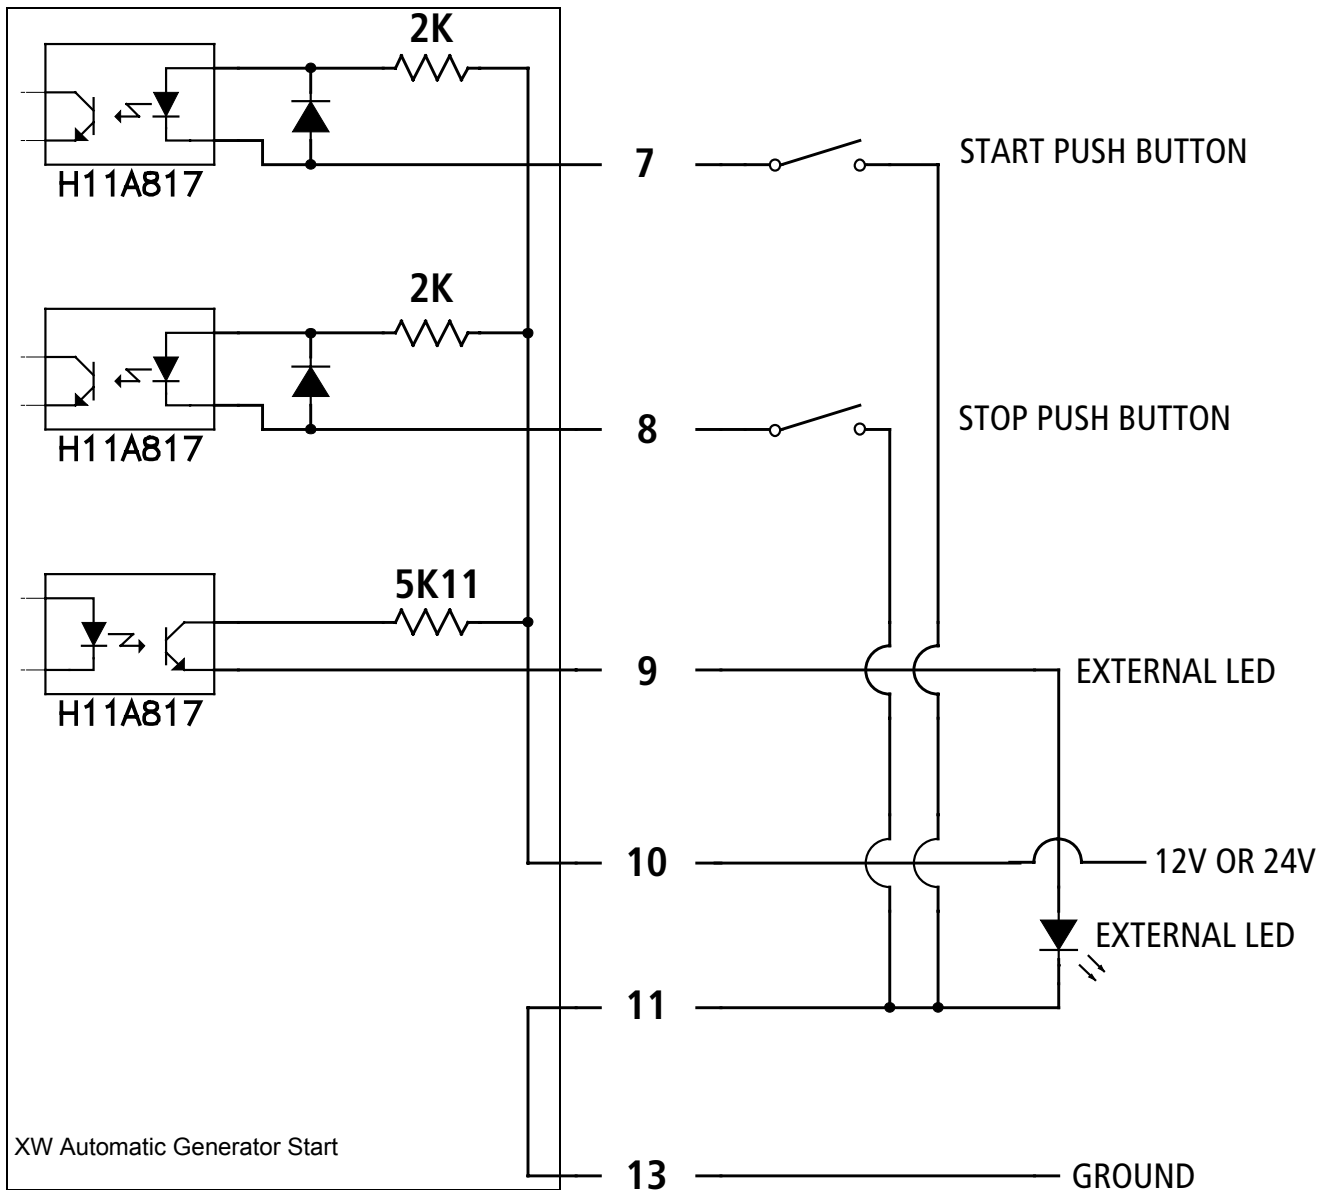 2K
H11A817
7
START PUSH BUTTON
2K
H11A817
8
STOP PUSH BUTTON
5K11
H11A817
9
EXTERNAL LED
10
12V OR 24V
EXTERNAL LED
11
XW Automatic Generator Start
13
GROUND